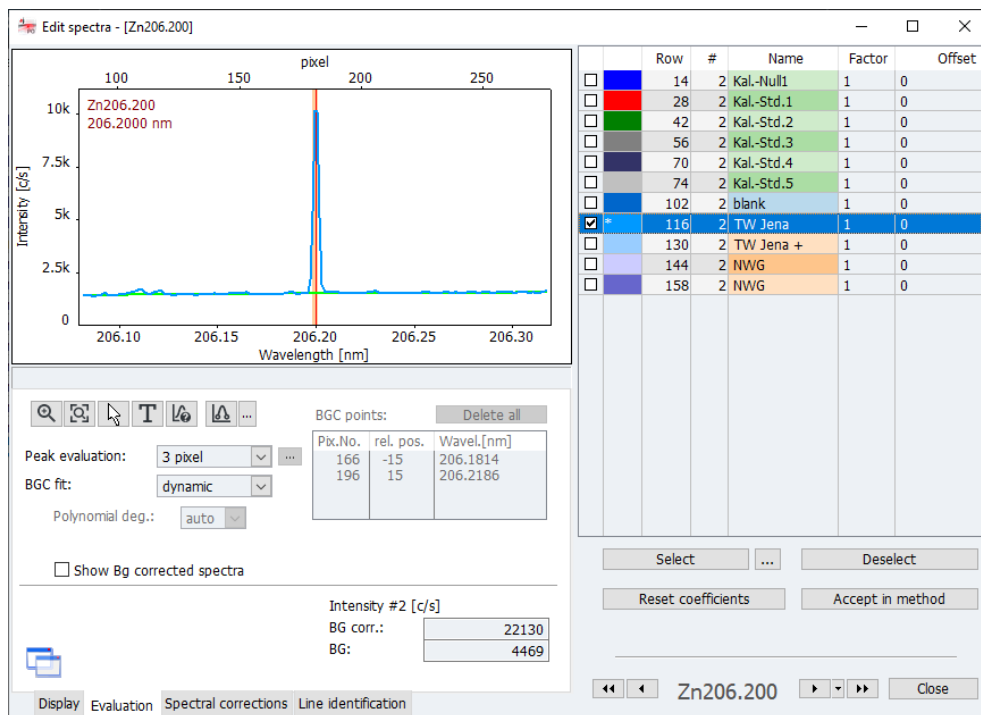 Edit spectra - [Zn206.200]
pixel
100 150 200 250
Zn206.200
206.2000 nm
Intensity [c/s]
10k
7.5k
5k
2.5k
0
206.10 206.15 206.20 206.25 206.30
Wavelength [nm]
Row # Name Factor Offset
14 2 Kal.-Null1 1 0
28 2 Kal.-Std.1 1 0
42 2 Kal.-Std.2 1 0
56 2 Kal.-Std.3 1 0
70 2 Kal.-Std.4 1 0
74 2 Kal.-Std.5 1 0
102 2 blank 1 0
* 116 2 TW Jena 1 0
130 2 TW Jena + 1 0
144 2 NWG 1 0
158 2 NWG 1 0
T ...
BGC points: Delete all
Pix.No. rel. pos. Wavel.[nm]
166 -15 206.1814
196 15 206.2186
Peak evaluation: 3 pixel ...
BGC fit: dynamic
Polynomial deg.: auto
Show Bg corrected spectra
Intensity #2 [c/s]
BG corr.: 22130
BG: 4469
Display Evaluation Spectral corrections Line identification
Select ... Deselect
Reset coefficients Accept in method
Zn206.200 Close